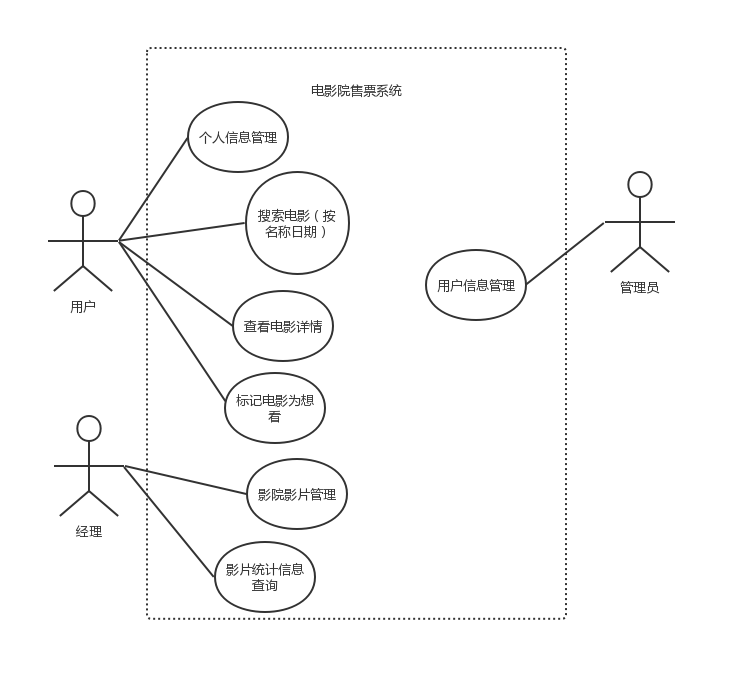 电影院售票系统
个人信息管理
搜索电影（按
名称日期）
用户信息管理
管理员
用户
查看电影详情
标记电影为想
看
影院影片管理
经理
影片统计信息
查询